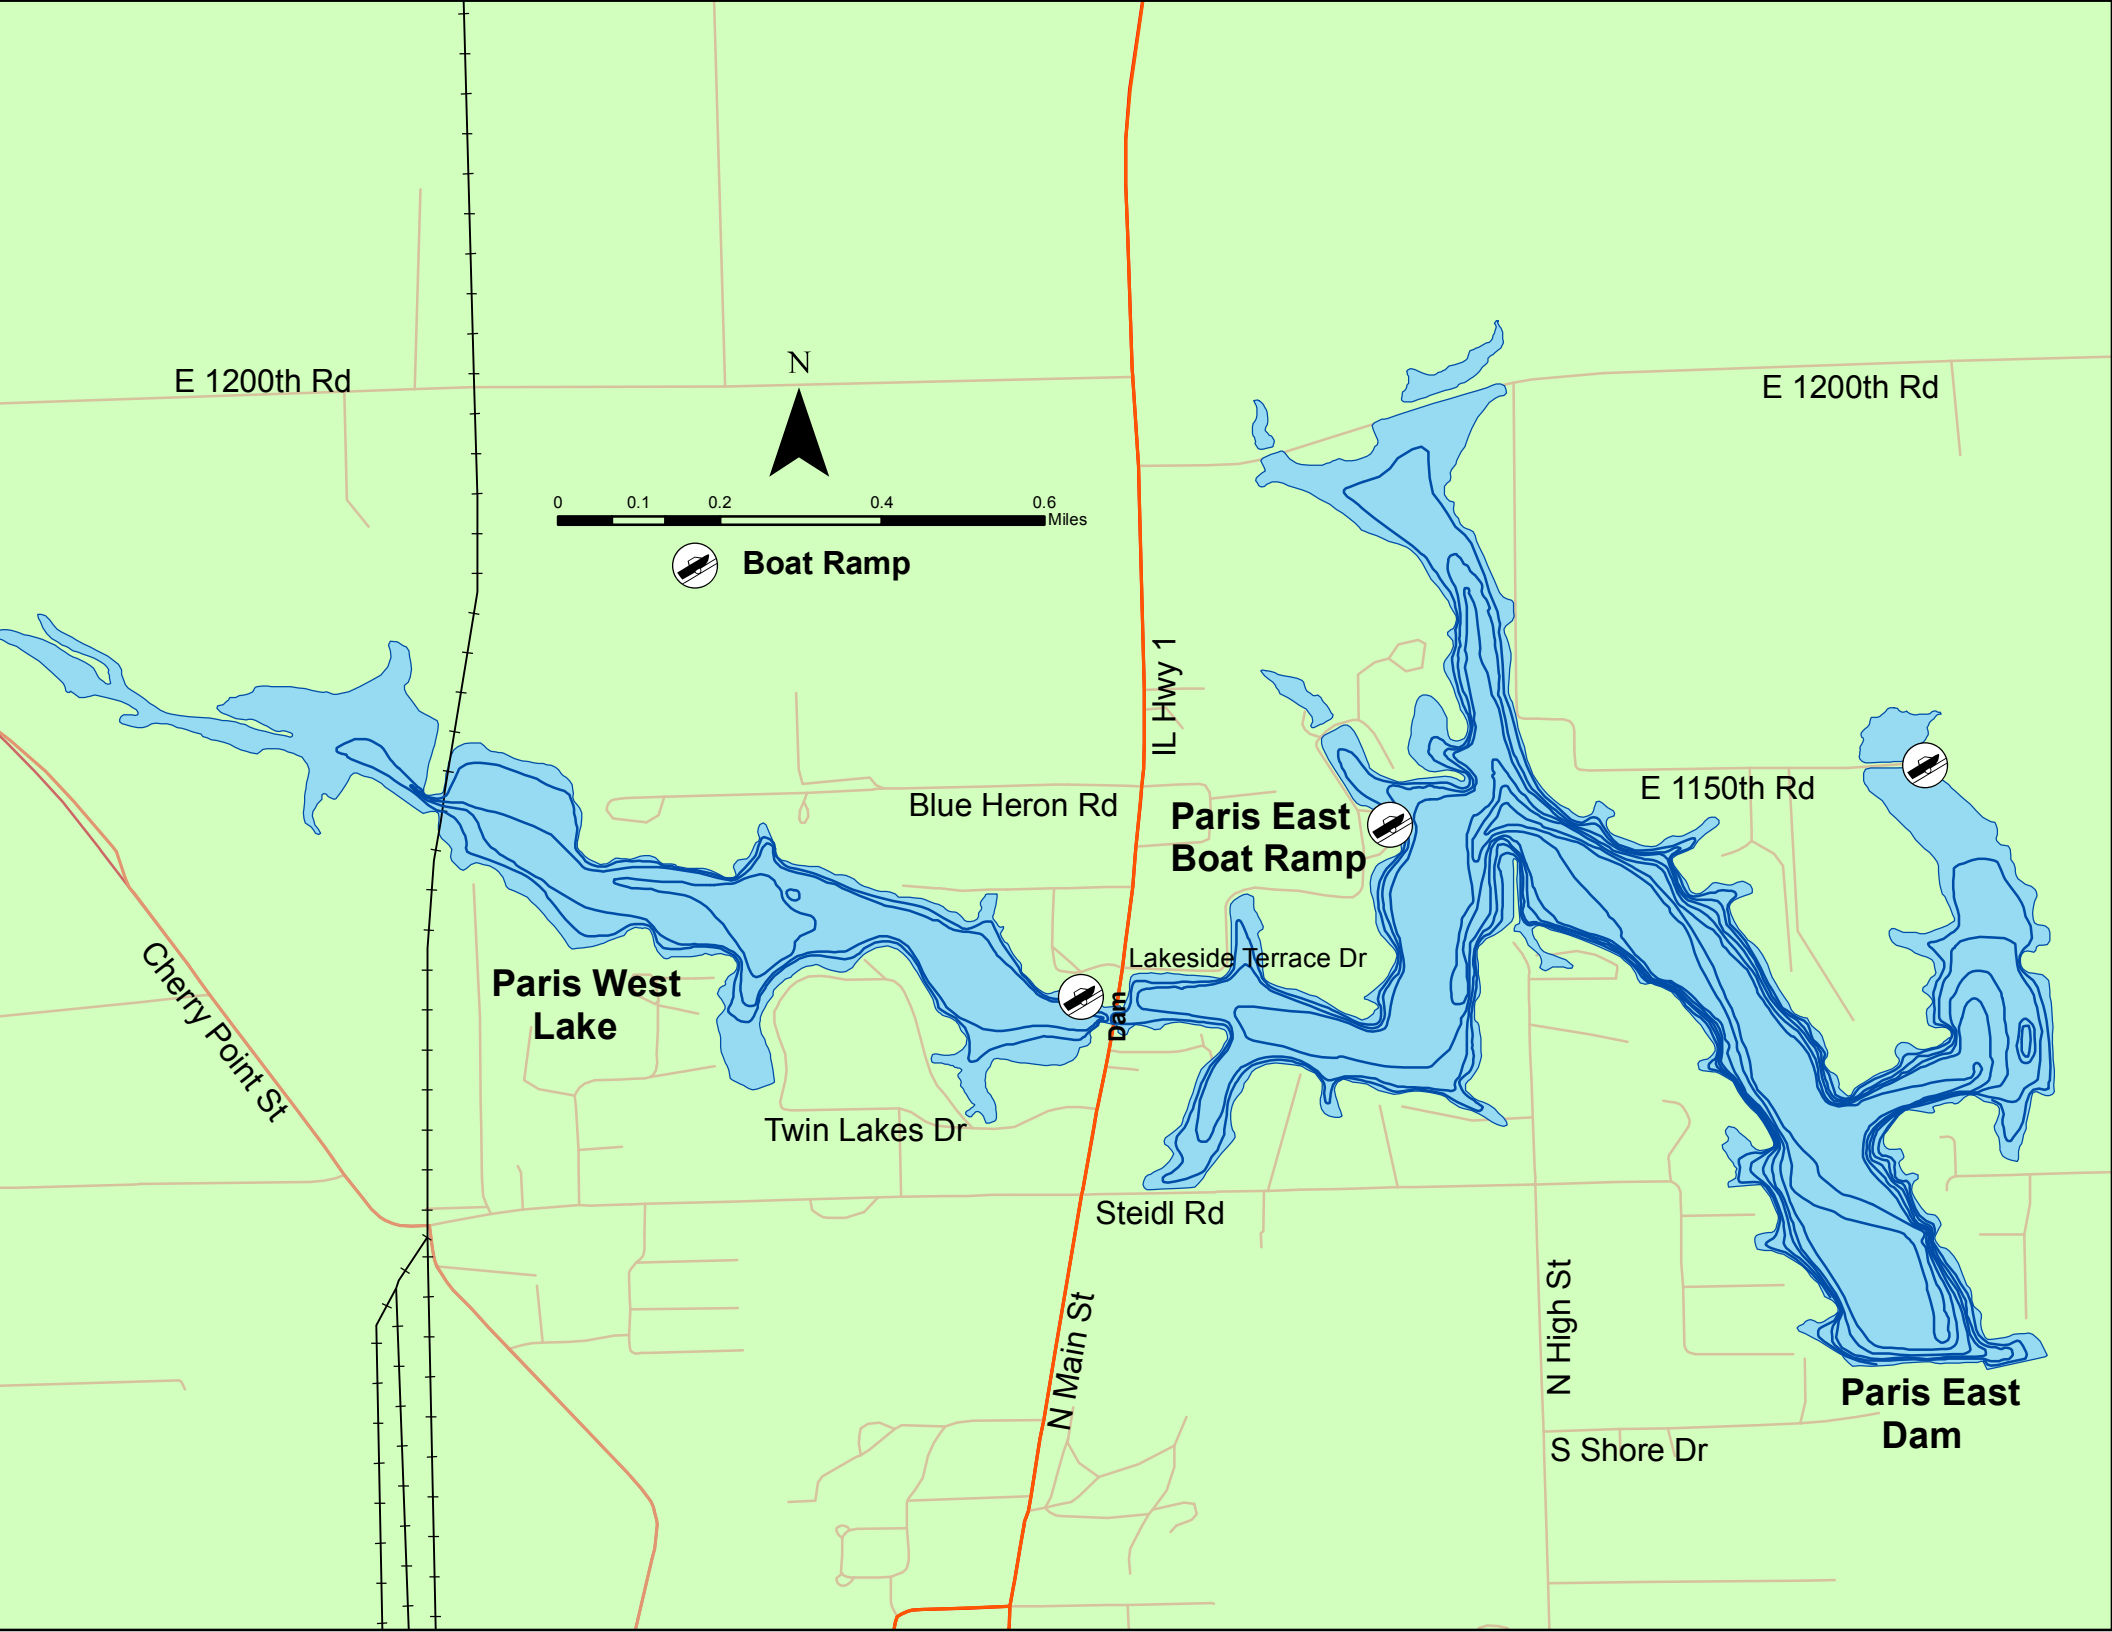 E 1200th Rd
N
E 1200th Rd
0 0.1 0.2 0.4 0.6
Miles
Boat Ramp
IL Hwy 1
E 1150th Rd
Blue Heron Rd
Paris East
Boat Ramp
Lakeside Terrace Dr
Cherry Point St
Paris West
Lake
Dam
Twin Lakes Dr
Steidl Rd
N Main St
N High St
Paris East
Dam
S Shore Dr